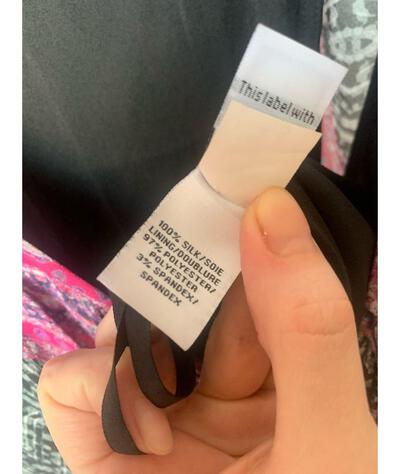 This label with
100% SILK/SOIE
LINING/DOUBLURE
97% POLYESTER/
POLYESTER
3% SPANDEX/
SPANDEX